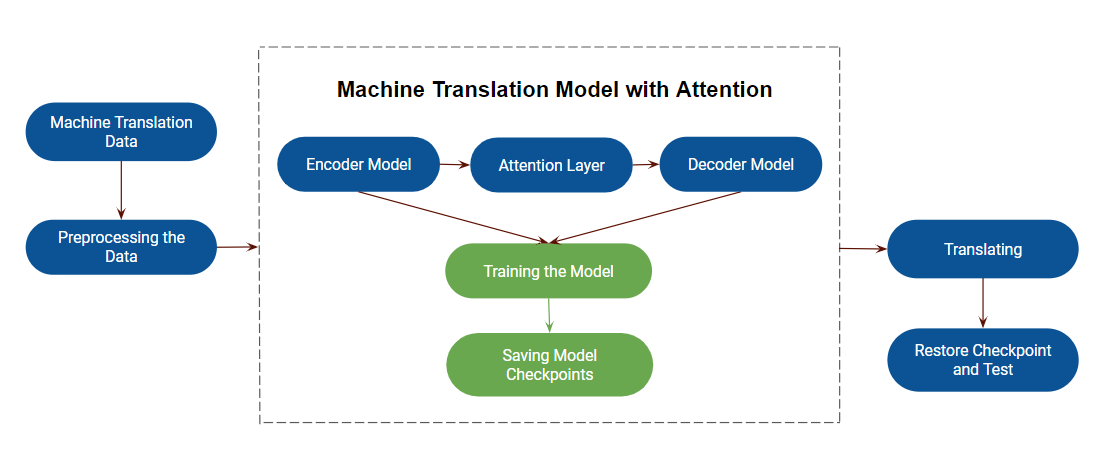 Machine Translation Model with Attention
Machine Translation
Data
Preprocessing the
Data
Encoder Model
Attention Layer
Decoder Model
Training the Model
Saving Model
Checkpoints
Translating
Restore Checkpoint
and Test